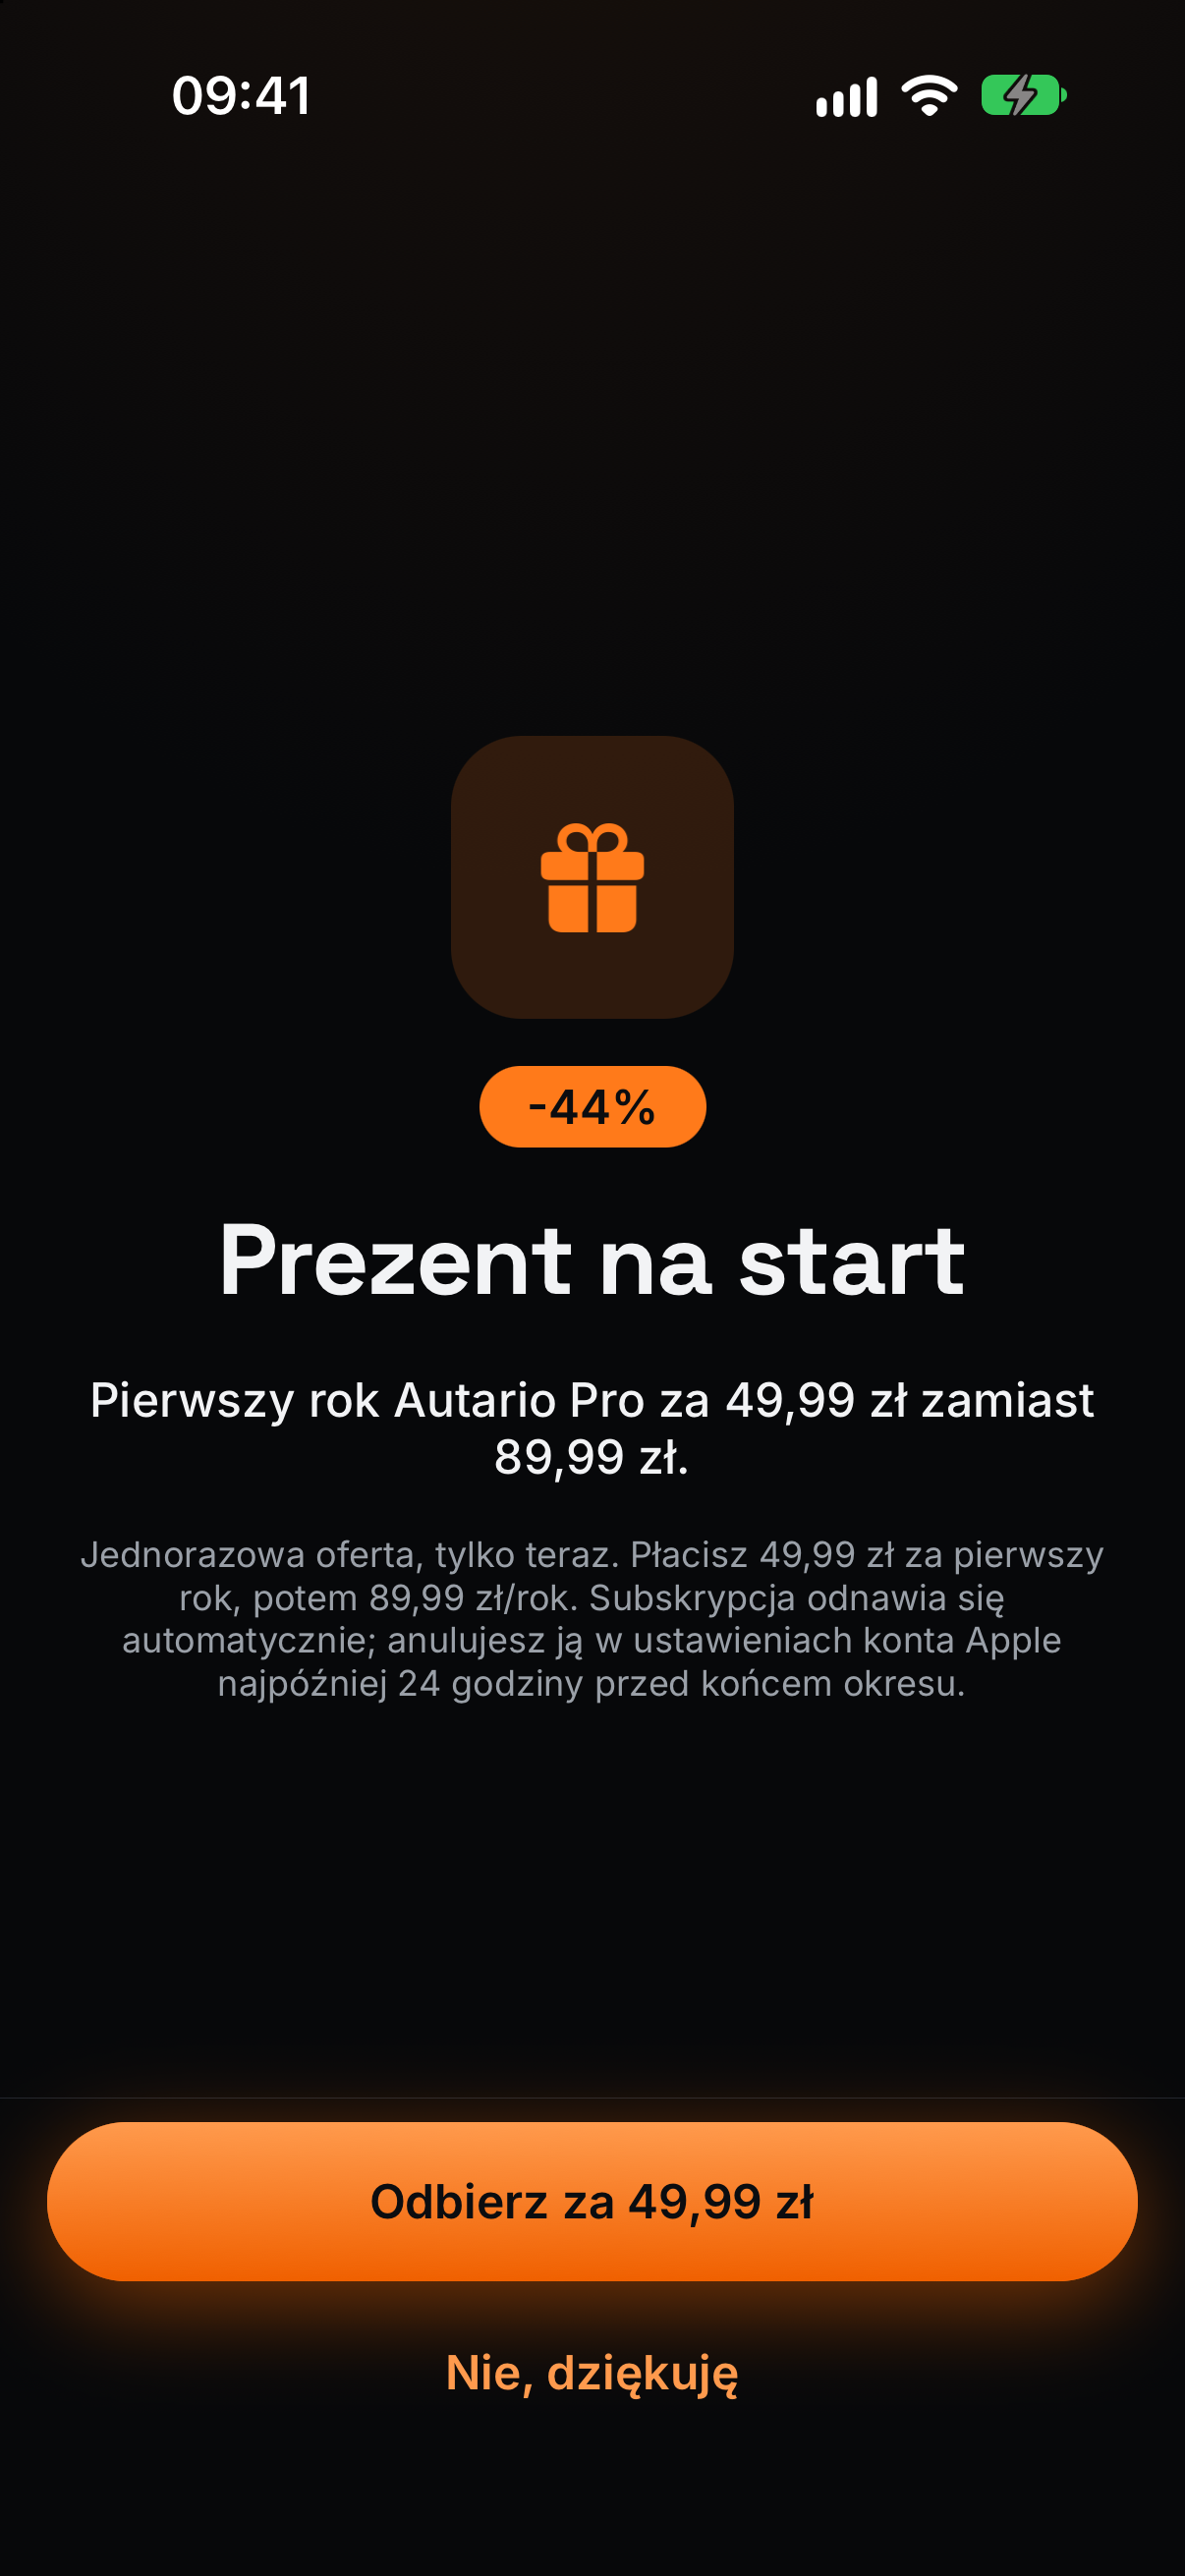 09:41
-44%
Prezent na start
Pierwszy rok Autario Pro za 49,99 zł zamiast
89,99 zł.
Jednorazowa oferta, tylko teraz. Płacisz 49,99 zł za pierwszy
rok, potem 89,99 zł/rok. Subskrypcja odnawia się
automatycznie; anulujesz ją w ustawieniach konta Apple
najpóźniej 24 godziny przed końcem okresu.
Odbierz za 49,99 zł
Nie, dziękuję